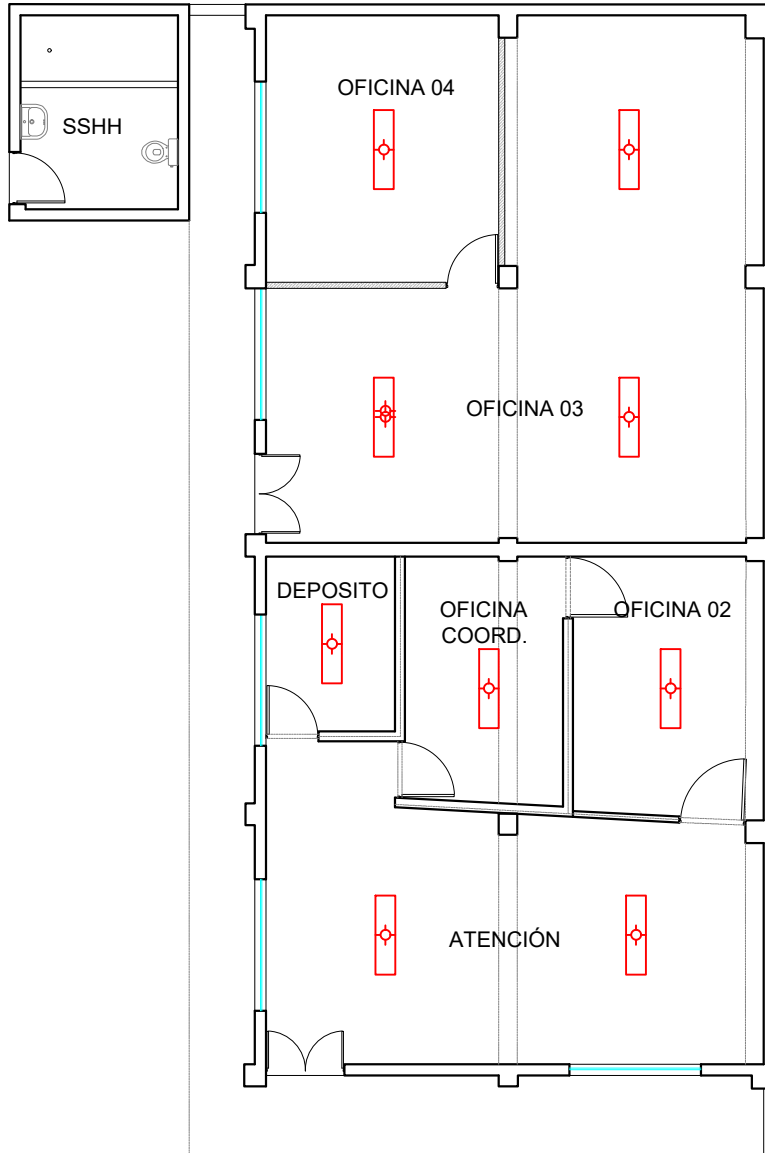 OFICINA 04
SSHH
OFICINA 03
DEPOSITO
OFICINA
COORD.
OFICINA 02
ATENCIÓN